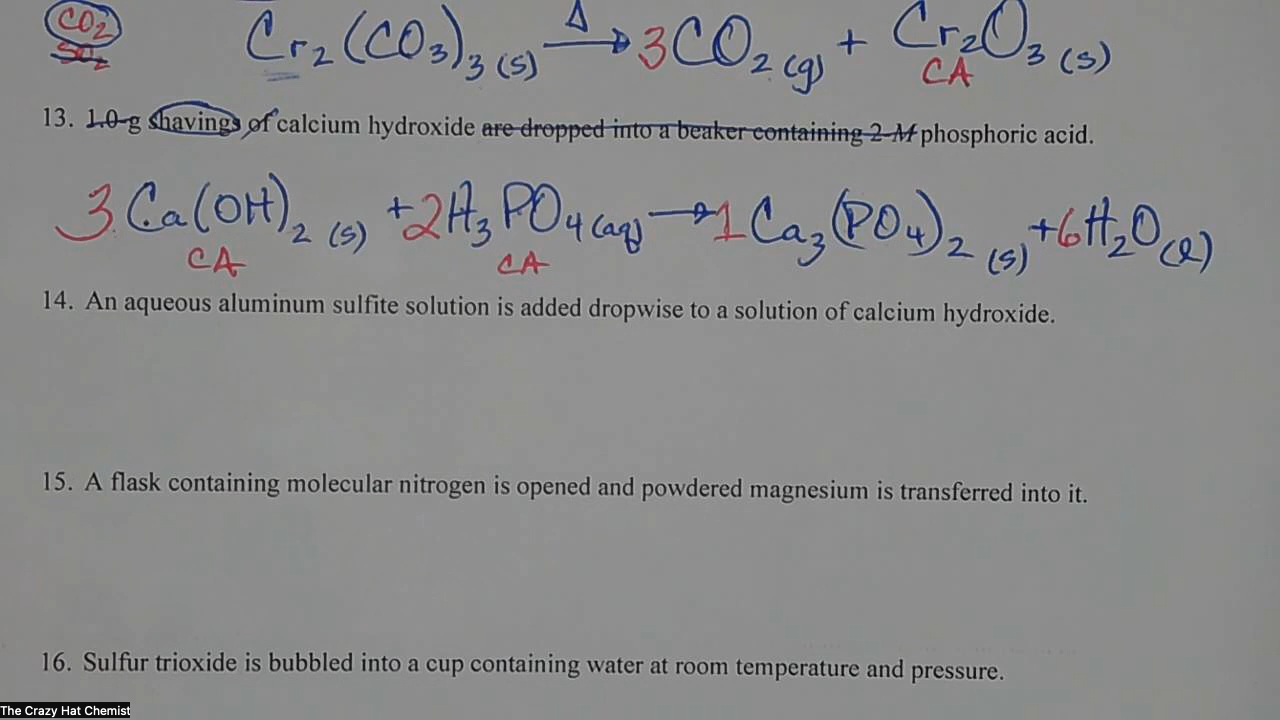 CO₂
SO₂
Cr₂(CO₃)₃ (s) —Δ→ 3CO₂ (g) + Cr₂O₃ (s)
CA
13. 1.0-g shavings of calcium hydroxide are dropped into a beaker containing 2-M phosphoric acid.
3 Ca(OH)₂ (s) + 2H₃PO₄ (aq) → 1 Ca₃(PO₄)₂ (s) + 6H₂O (l)
CA CA
14. An aqueous aluminum sulfite solution is added dropwise to a solution of calcium hydroxide.
15. A flask containing molecular nitrogen is opened and powdered magnesium is transferred into it.
16. Sulfur trioxide is bubbled into a cup containing water at room temperature and pressure.
The Crazy Hat Chemist